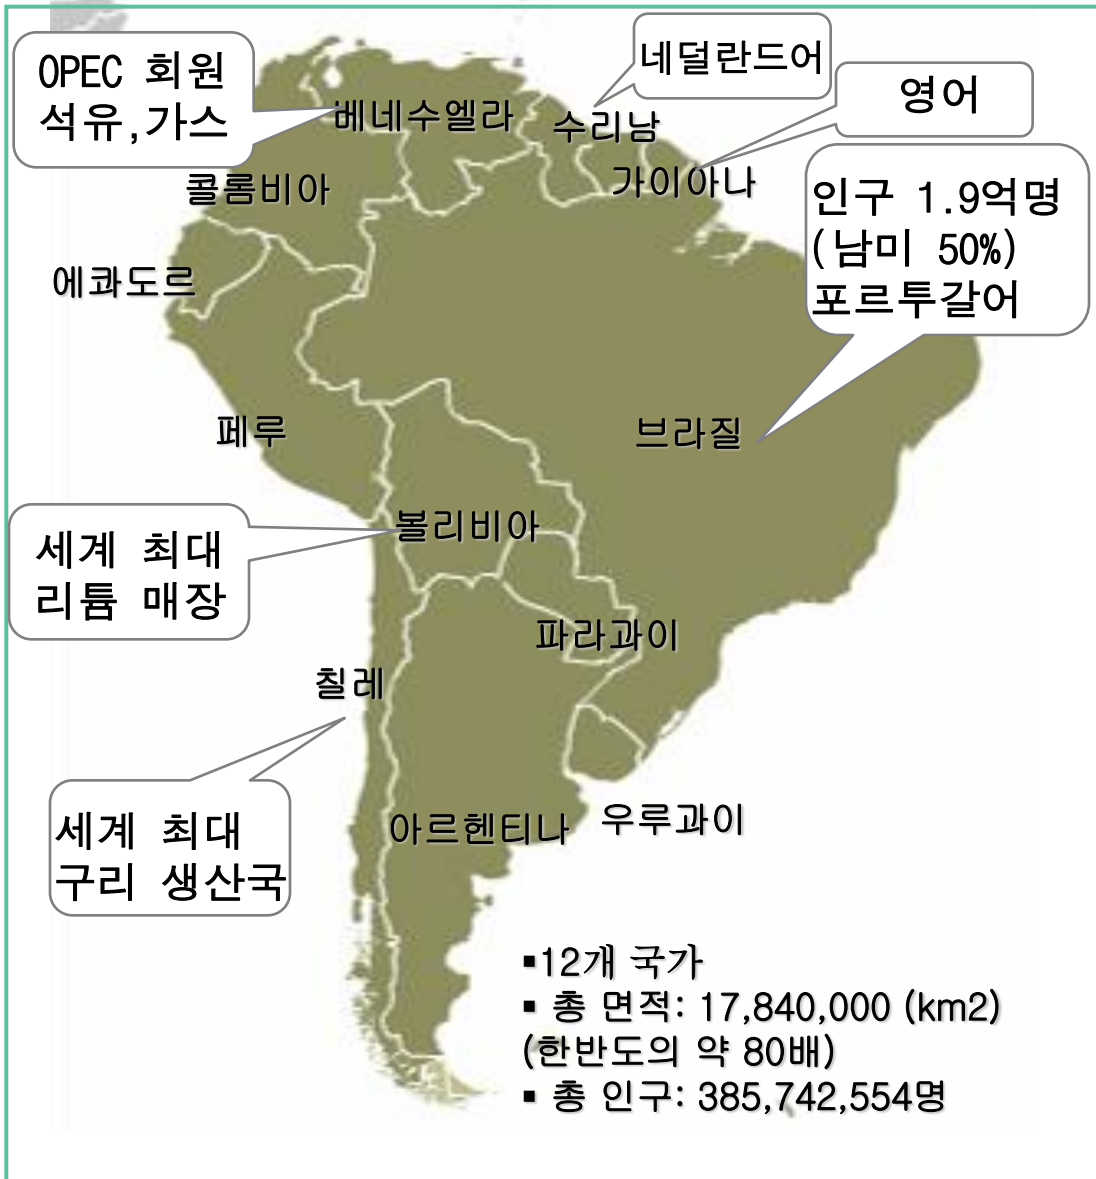 OPEC 회원
석유,가스
네덜란드어
영어
베네수엘라
수리남
가이아나
콜롬비아
인구 1.9억명
(남미 50%)
포르투갈어
에콰도르
페루
브라질
볼리비아
세계 최대
리튬 매장
파라과이
칠레
세계 최대
구리 생산국
아르헨티나
우루과이
▪12개 국가
▪ 총 면적: 17,840,000 (km2)
(한반도의 약 80배)
▪ 총 인구: 385,742,554명